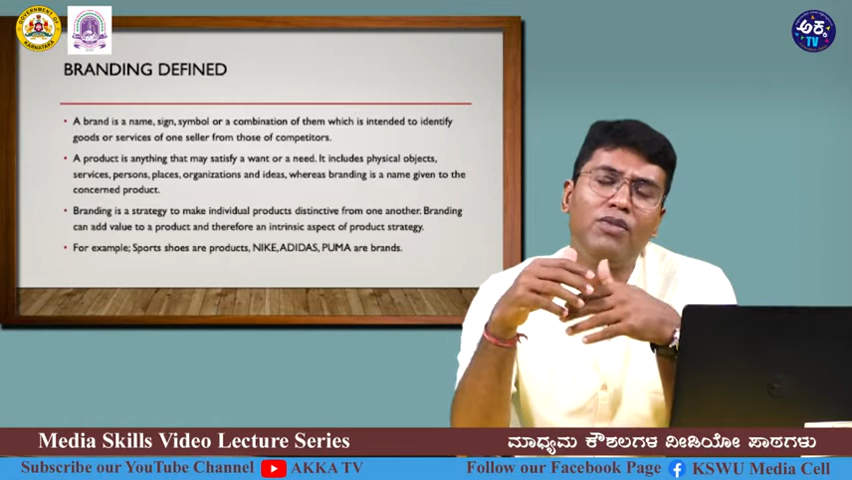 GOVERNMENT OF
KARNATAKA
ಅಕ್ಕ
TV
BRANDING DEFINED
• A brand is a name, sign, symbol or a combination of them which is intended to identify
goods or services of one seller from those of competitors.
• A product is anything that may satisfy a want or a need. It includes physical objects,
services, persons, places, organizations and ideas, whereas branding is a name given to the
concerned product.
• Branding is a strategy to make individual products distinctive from one another. Branding
can add value to a product and therefore an intrinsic aspect of product strategy.
• For example; Sports shoes are products, NIKE, ADIDAS, PUMA are brands.
Media Skills Video Lecture Series
ಮಾಧ್ಯಮ ಕೌಶಲಗಳ ವೀಡಿಯೋ ಪಾಠಗಳು
Subscribe our YouTube Channel AKKA TV
Follow our Facebook Page f KSWU Media Cell